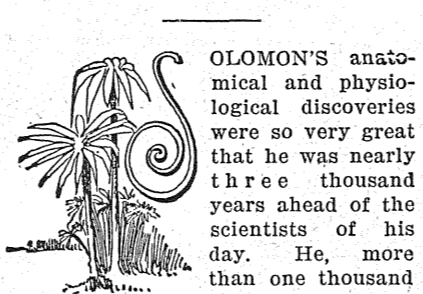 SOLOMON'S anato-
mical and physio-
logical discoveries
were so very great
that he was nearly
three thousand
years ahead of the
scientists of his
day. He, more
than one thousand